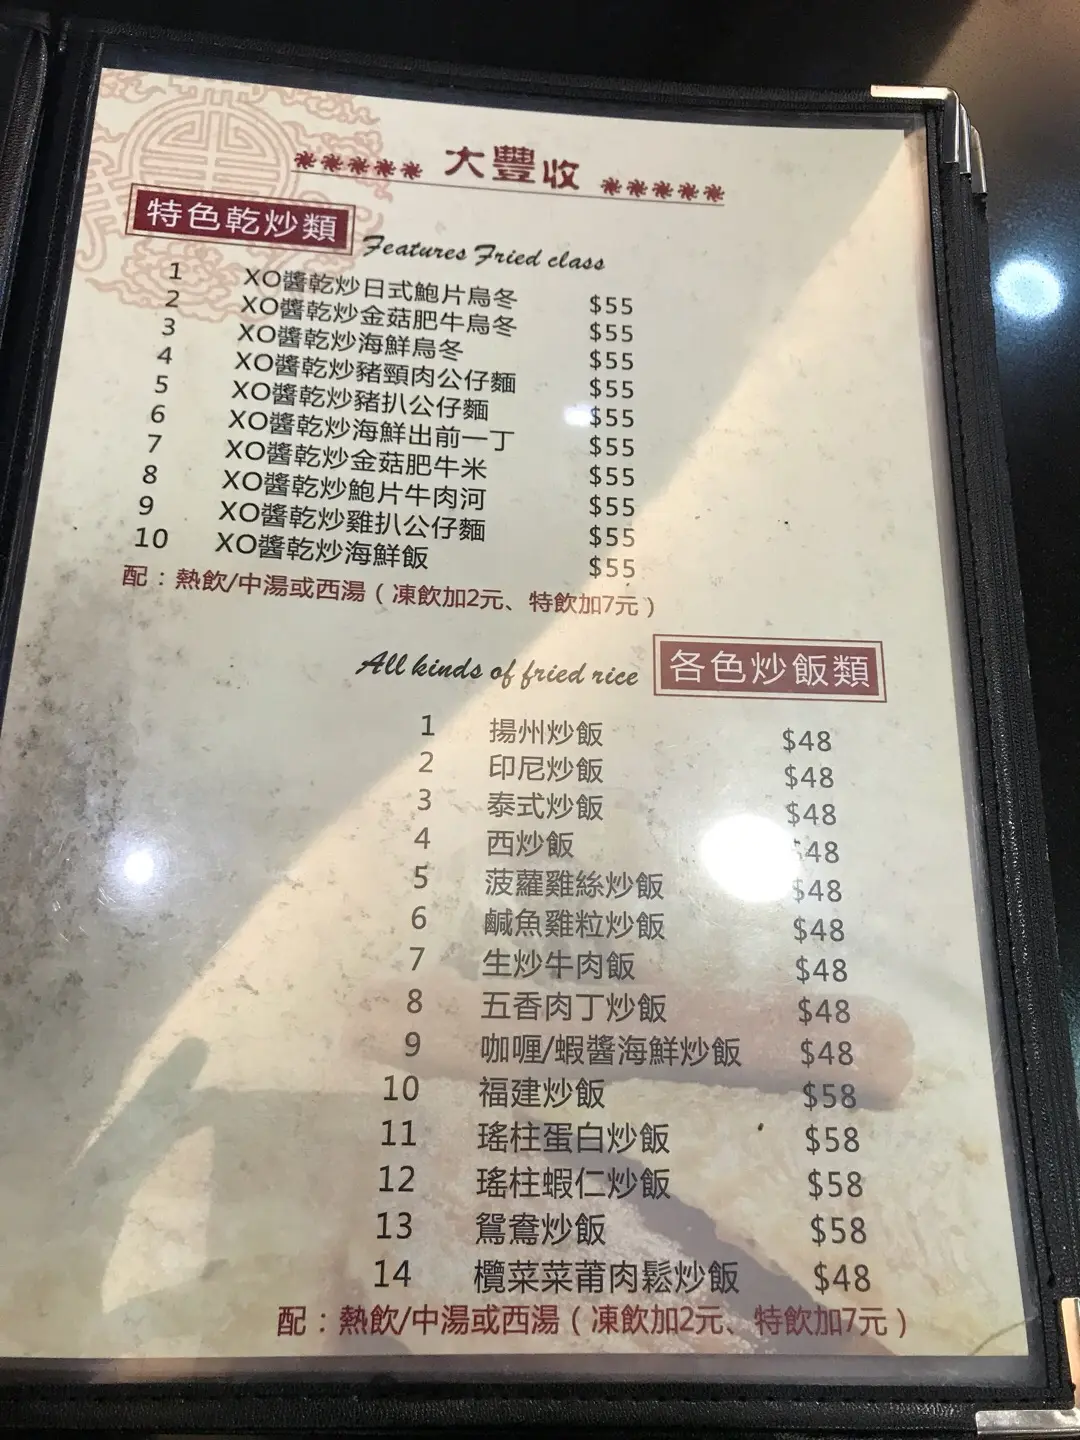 大豐收
特色乾炒類 Features Fried class
1 XO醬乾炒日式鮑片烏冬 $55
2 XO醬乾炒金菇肥牛烏冬 $55
3 XO醬乾炒海鮮烏冬 $55
4 XO醬乾炒豬頸肉公仔麵 $55
5 XO醬乾炒豬扒公仔麵 $55
6 XO醬乾炒海鮮出前一丁 $55
7 XO醬乾炒金菇肥牛米 $55
8 XO醬乾炒鮑片牛肉河 $55
9 XO醬乾炒雞扒公仔麵 $55
10 XO醬乾炒海鮮飯 $55
配：熱飲/中湯或西湯（凍飲加2元、特飲加7元）
All kinds of fried rice 各色炒飯類
1 揚州炒飯 $48
2 印尼炒飯 $48
3 泰式炒飯 $48
4 西炒飯 $48
5 菠蘿雞絲炒飯 $48
6 鹹魚雞粒炒飯 $48
7 生炒牛肉飯 $48
8 五香肉丁炒飯 $48
9 咖喱/蝦醬海鮮炒飯 $48
10 福建炒飯 $58
11 瑤柱蛋白炒飯 $58
12 瑤柱蝦仁炒飯 $58
13 鴛鴦炒飯 $58
14 欖菜菜莆肉鬆炒飯 $48
配：熱飲/中湯或西湯（凍飲加2元、特飲加7元）